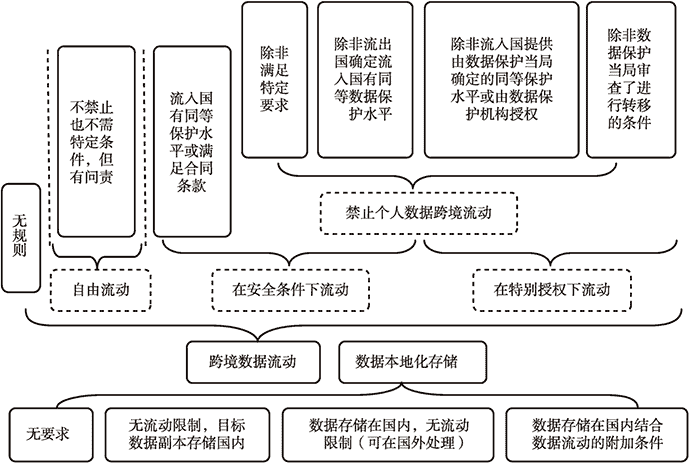 除非
满足
特定
要求
除非流出
国确定流
入国有同
等数据保
护水平
除非流入国提供
由数据保护当局
确定的同等保护
水平或由数据保
护机构授权
除非数
据保护
当局审
查了进
行转移
的条件
不禁止
也不需
特定条
件，但
有问责
流入国
有同等
保护水
平或满
足合同
条款
无规则
禁止个人数据跨境流动
自由流动
在安全条件下流动
在特别授权下流动
跨境数据流动
数据本地化存储
无要求
无流动限制，目标
数据副本存储国内
数据存储在国内，无流动
限制（可在国外处理）
数据存储在国内结合
数据流动的附加条件